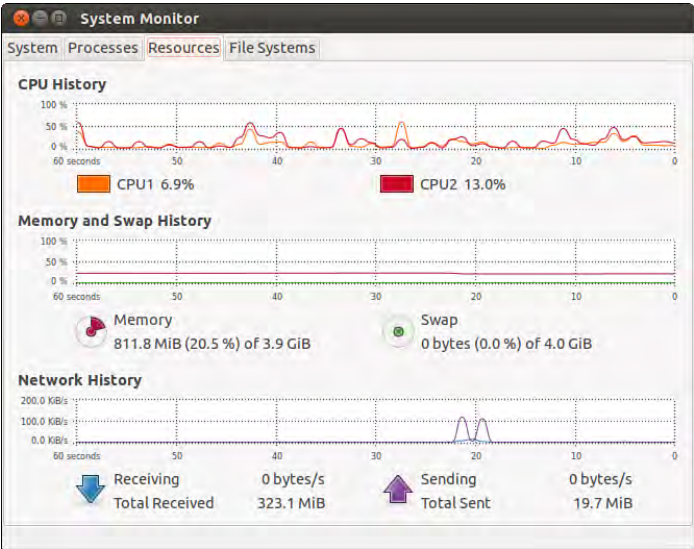 System Monitor
System Processes Resources File Systems
CPU History
100 %
50 %
0 %
60 seconds 50 40 30 20 10 0
CPU1 6.9% CPU2 13.0%
Memory and Swap History
100 %
50 %
0 %
60 seconds 50 40 30 20 10 0
Memory Swap
811.8 MiB (20.5 %) of 3.9 GiB 0 bytes (0.0 %) of 4.0 GiB
Network History
200.0 KiB/s
100.0 KiB/s
0.0 KiB/s
60 seconds 50 40 30 20 10 0
Receiving 0 bytes/s Sending 0 bytes/s
Total Received 323.1 MiB Total Sent 19.7 MiB